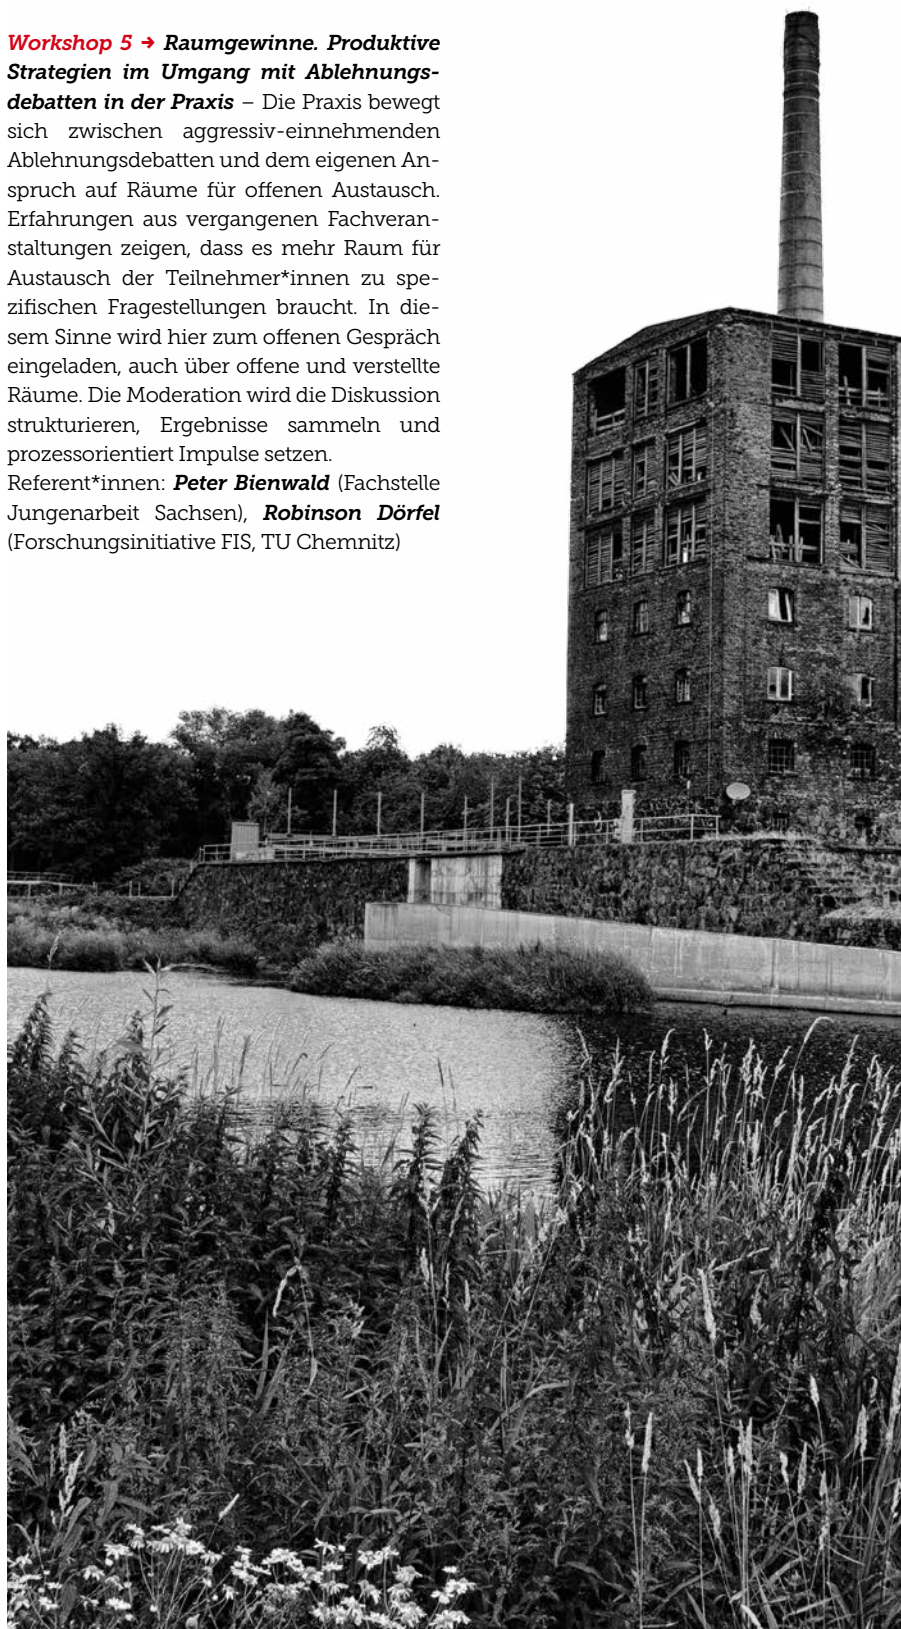 Workshop 5 → Raumgewinne. Produktive
Strategien im Umgang mit Ablehnungs-
debatten in der Praxis – Die Praxis bewegt
sich zwischen aggressiv-einnehmenden
Ablehnungsdebatten und dem eigenen An-
spruch auf Räume für offenen Austausch.
Erfahrungen aus vergangenen Fachveran-
staltungen zeigen, dass es mehr Raum für
Austausch der Teilnehmer*innen zu spe-
zifischen Fragestellungen braucht. In die-
sem Sinne wird hier zum offenen Gespräch
eingeladen, auch über offene und verstellte
Räume. Die Moderation wird die Diskussion
strukturieren, Ergebnisse sammeln und
prozessorientiert Impulse setzen.
Referent*innen: Peter Bienwald (Fachstelle
Jungenarbeit Sachsen), Robinson Dörfel
(Forschungsinitiative FIS, TU Chemnitz)